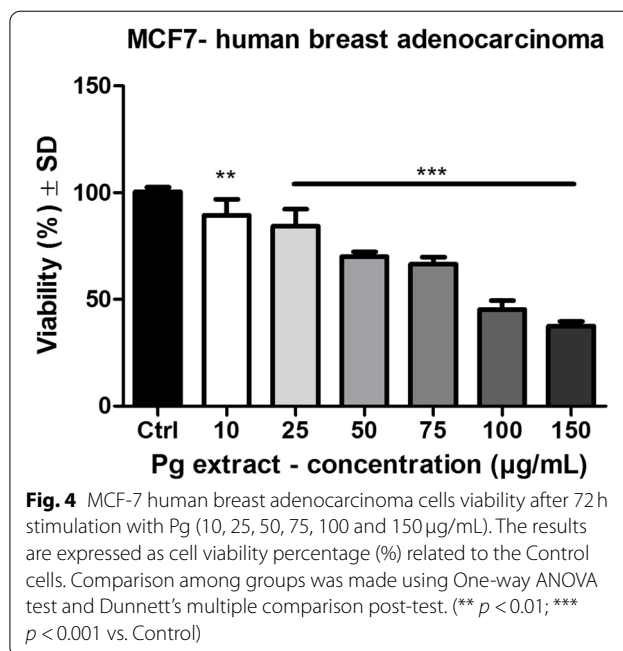 MCF7- human breast adenocarcinoma
150
100
50
0
Viability (%) ± SD
**
***
Ctrl 10 25 50 75 100 150
Pg extract - concentration (µg/mL)
Fig. 4 MCF-7 human breast adenocarcinoma cells viability after 72 h
stimulation with Pg (10, 25, 50, 75, 100 and 150 µg/mL). The results
are expressed as cell viability percentage (%) related to the Control
cells. Comparison among groups was made using One-way ANOVA
test and Dunnett's multiple comparison post-test. (** p < 0.01; ***
p < 0.001 vs. Control)